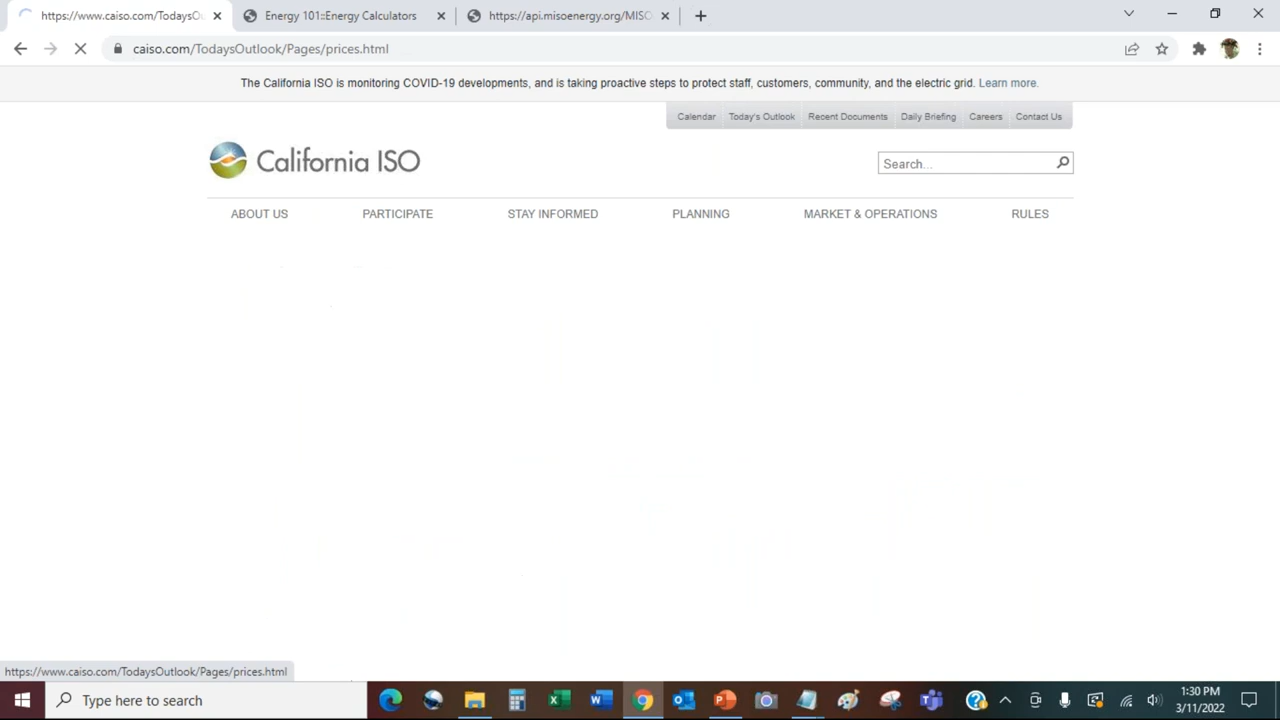 https://www.caiso.com/TodaysOu
Energy 101::Energy Calculators
https://api.misoenergy.org/MISO
caiso.com/TodaysOutlook/Pages/prices.html
The California ISO is monitoring COVID-19 developments, and is taking proactive steps to protect staff, customers, community, and the electric grid. Learn more.
Calendar Today's Outlook Recent Documents Daily Briefing Careers Contact Us
California ISO
Search...
ABOUT US PARTICIPATE STAY INFORMED PLANNING MARKET & OPERATIONS RULES
https://www.caiso.com/TodaysOutlook/Pages/prices.html
Type here to search
1:30 PM
3/11/2022